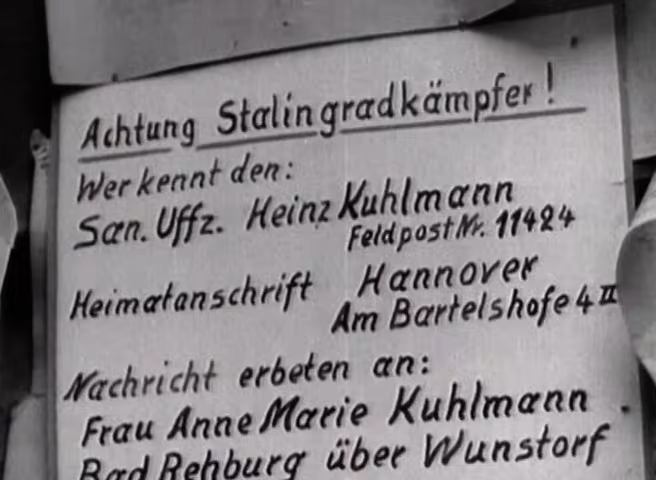 Achtung Stalingradkämpfer!
Wer kennt den:
San. Uffz. Heinz Kuhlmann
Feldpost Nr. 11424
Heimatanschrift Hannover
Am Bartelshofe 4 II
Nachricht erbeten an:
Frau Anne Marie Kuhlmann
Bad Rehburg über Wunstorf